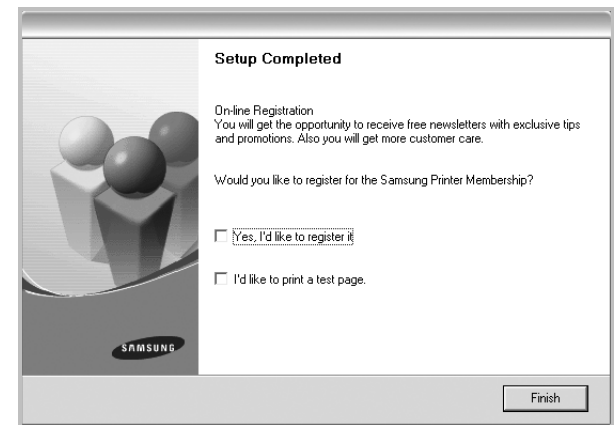 Setup Completed
On-line Registration
You will get the opportunity to receive free newsletters with exclusive tips
and promotions. Also you will get more customer care.
Would you like to register for the Samsung Printer Membership?
Yes, I'd like to register it
I'd like to print a test page.
SAMSUNG
Finish